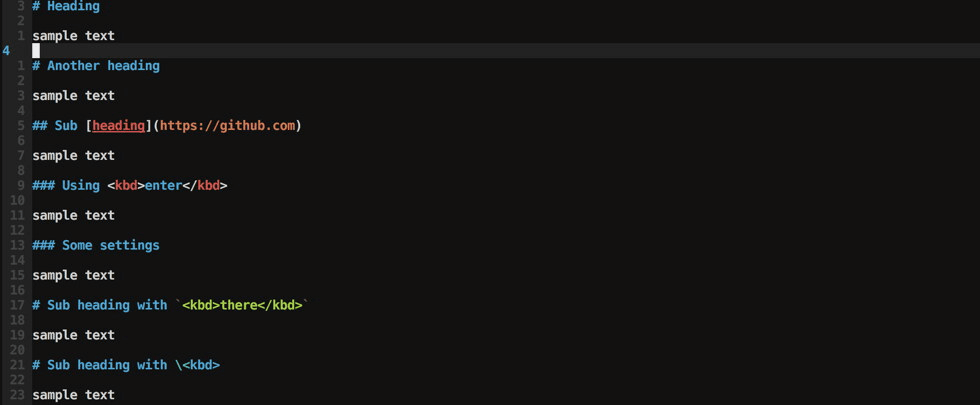 3 # Heading
2
1 sample text
4
1 # Another heading
2
3 sample text
4
5 ## Sub [heading](https://github.com)
6
7 sample text
8
9 ### Using <kbd>enter</kbd>
10
11 sample text
12
13 ### Some settings
14
15 sample text
16
17 # Sub heading with `<kbd>there</kbd>`
18
19 sample text
20
21 # Sub heading with \<kbd>
22
23 sample text